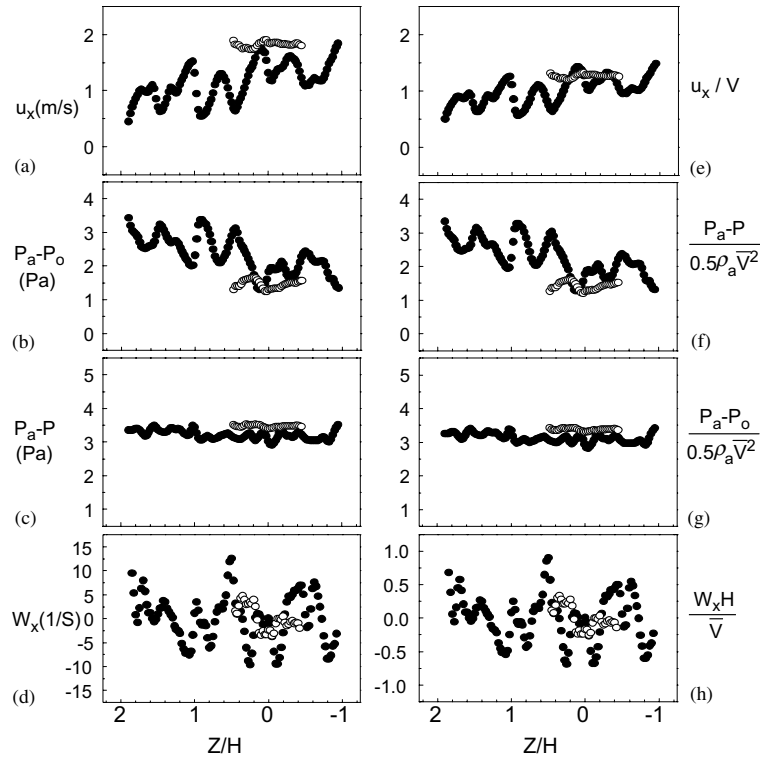 2
1
0
u_x(m/s)
(a)
2
1
0
u_x / V
(e)
4
3
2
1
0
P_a-P_o
(Pa)
(b)
4
3
2
1
0
P_a-P
0.5ρ_aV̅²
(f)
5
4
3
2
1
P_a-P
(Pa)
(c)
5
4
3
2
1
P_a-P_o
0.5ρ_aV̅²
(g)
15
10
5
0
-5
-10
-15
W_x(1/S)
(d)
1.0
0.5
0.0
-0.5
-1.0
W_xH
V̅
(h)
2 1 0 -1
2 1 0 -1
Z/H
Z/H